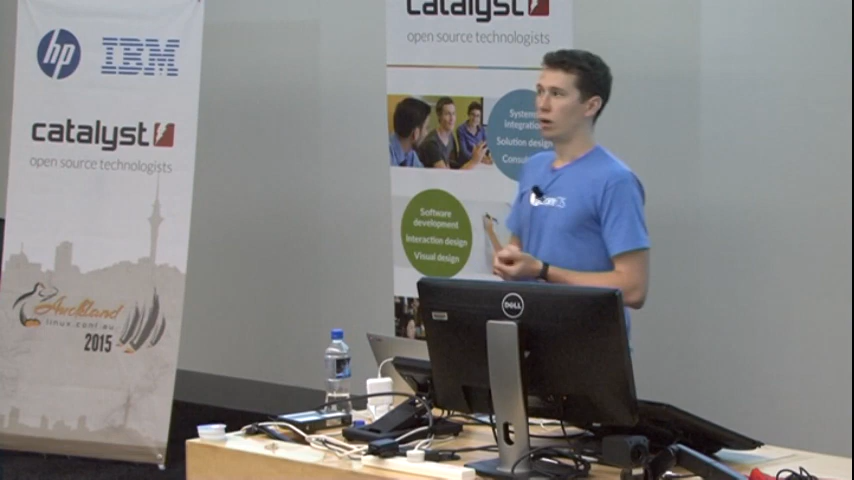 hp IBM
catalyst
open source technologists
Auckland
linux.conf.au
2015
catalyst
open source technologists
Systems
Solution design
Software
development
Interaction design
Visual design
DELL